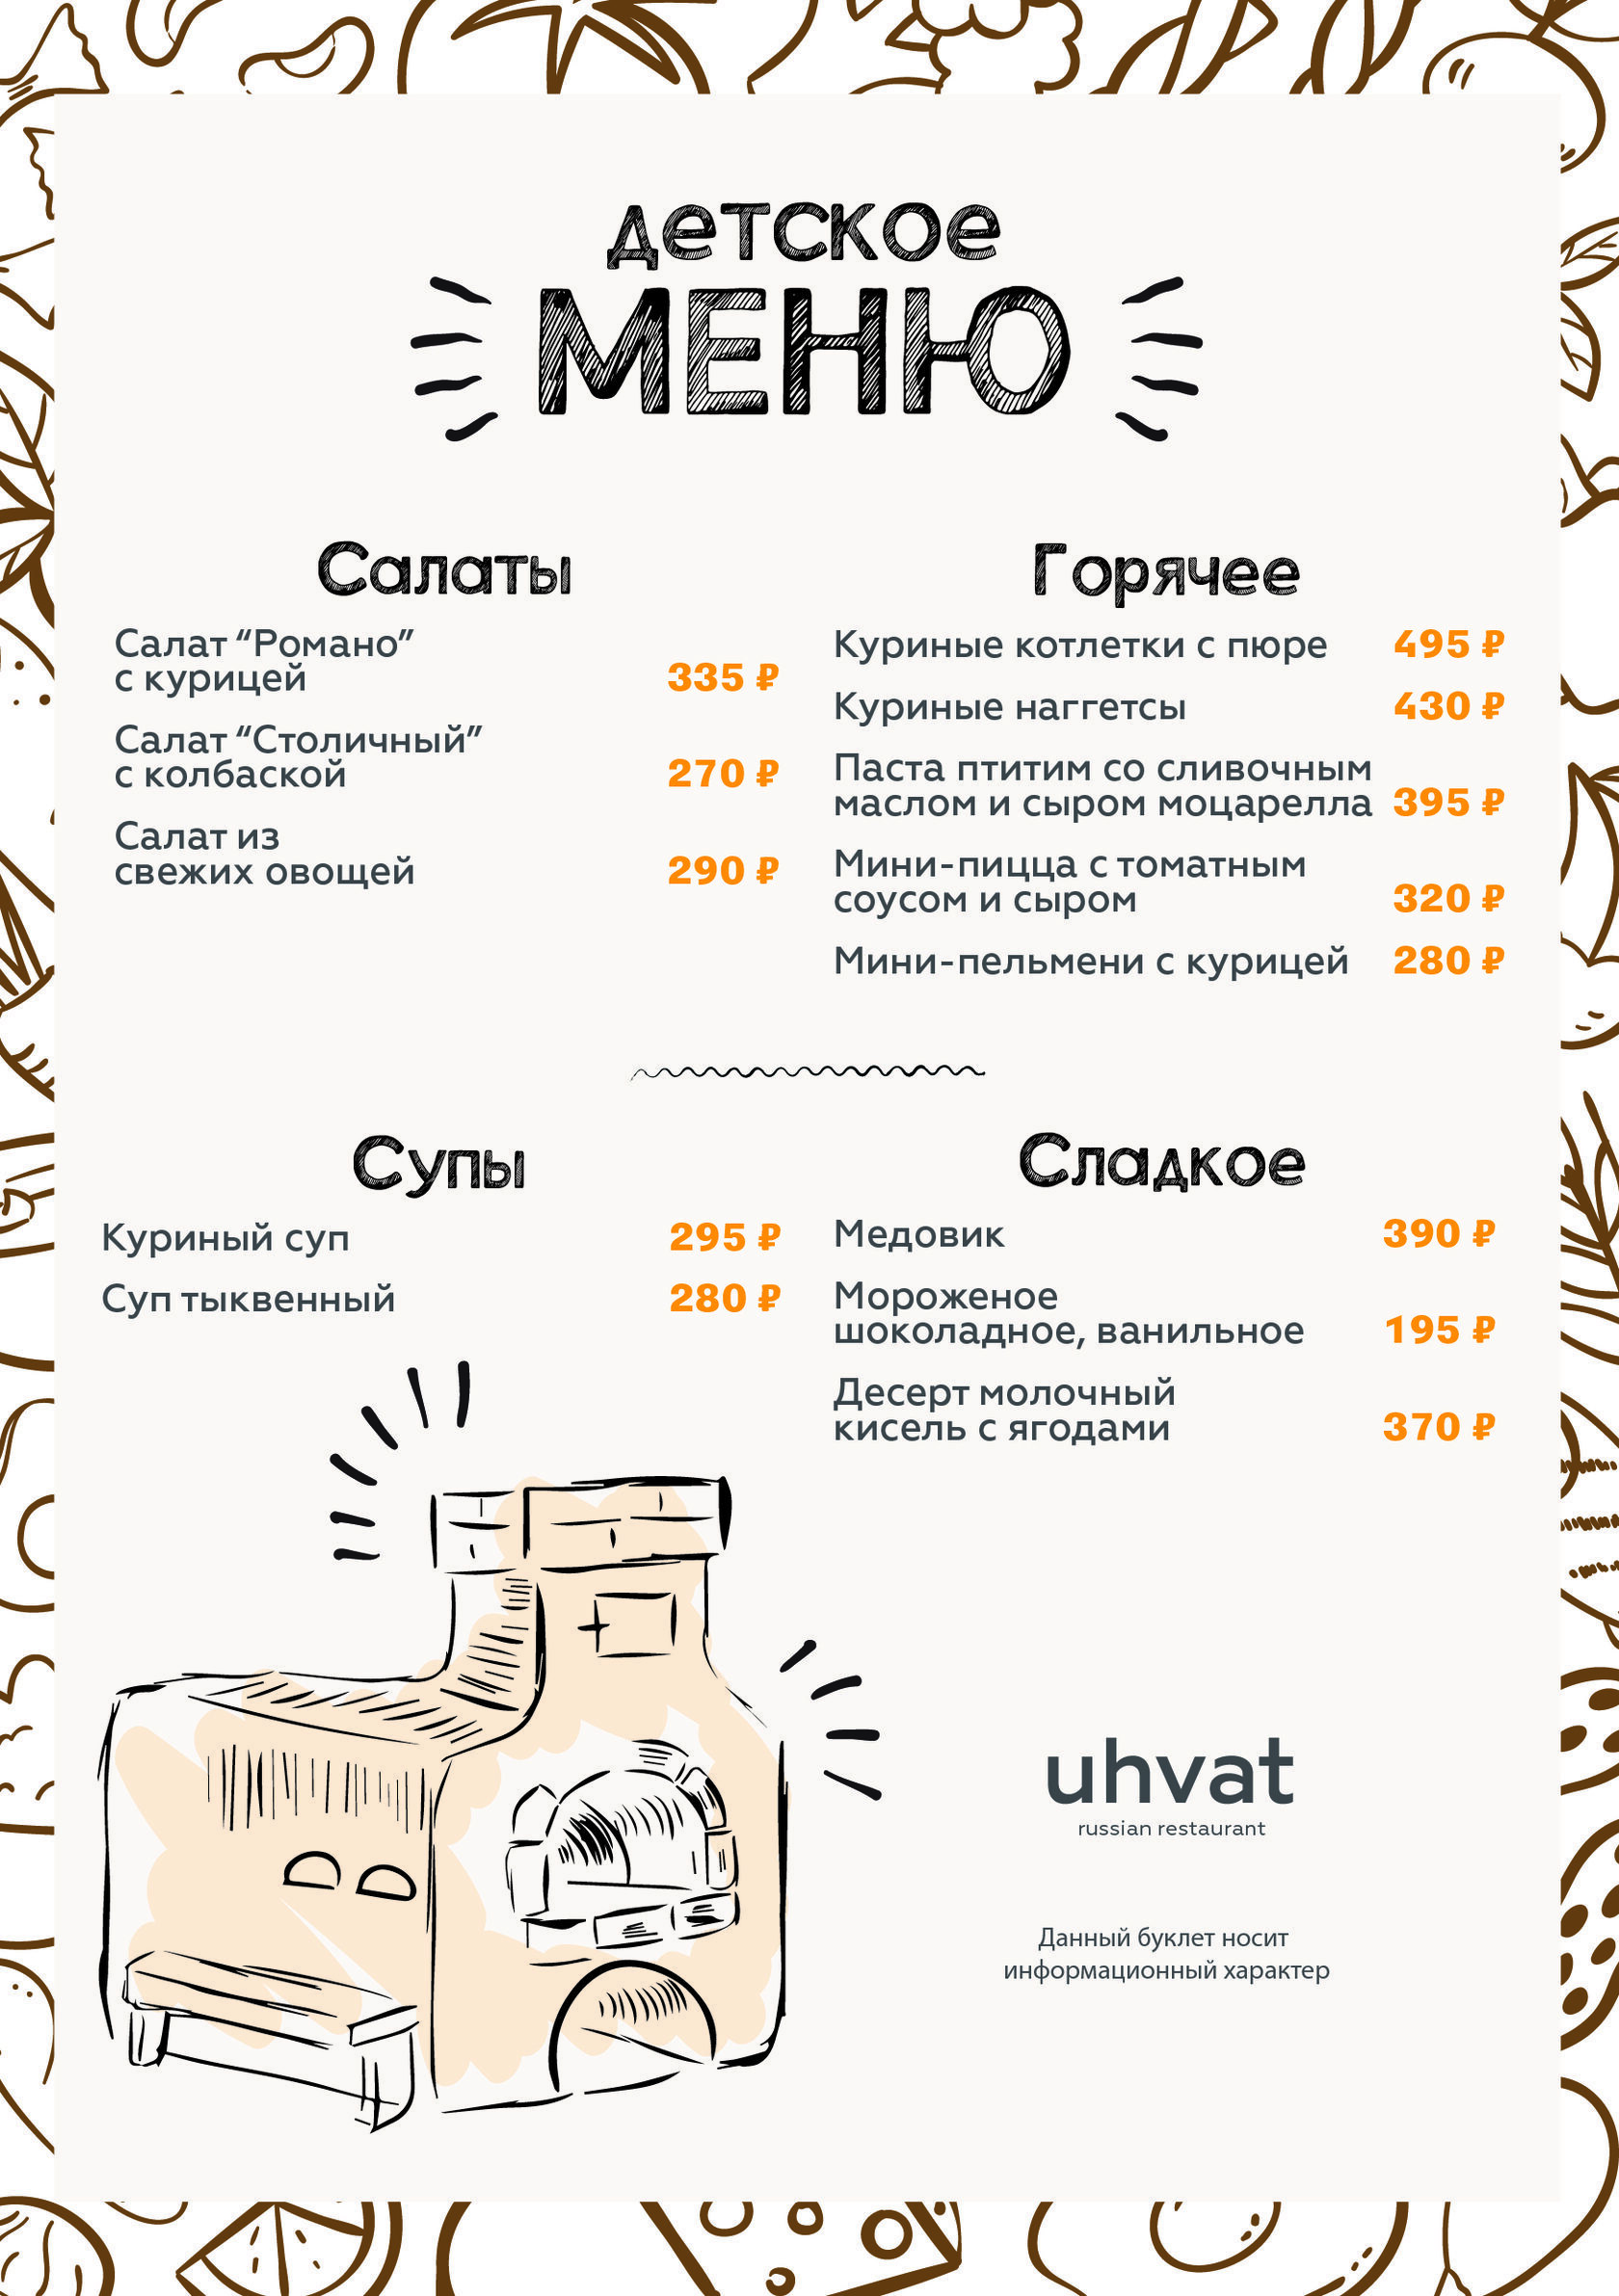 детское
МЕНЮ
Салаты
Салат “Романо”
с курицей 335 ₽
Салат “Столичный”
с колбаской 270 ₽
Салат из
свежих овощей 290 ₽
Горячее
Куриные котлетки с пюре 495 ₽
Куриные наггетсы 430 ₽
Паста птитим со сливочным
маслом и сыром моцарелла 395 ₽
Мини-пицца с томатным
соусом и сыром 320 ₽
Мини-пельмени с курицей 280 ₽
Супы
Куриный суп 295 ₽
Суп тыквенный 280 ₽
Сладкое
Медовик 390 ₽
Мороженое
шоколадное, ванильное 195 ₽
Десерт молочный
кисель с ягодами 370 ₽
uhvat
russian restaurant
Данный буклет носит
информационный характер